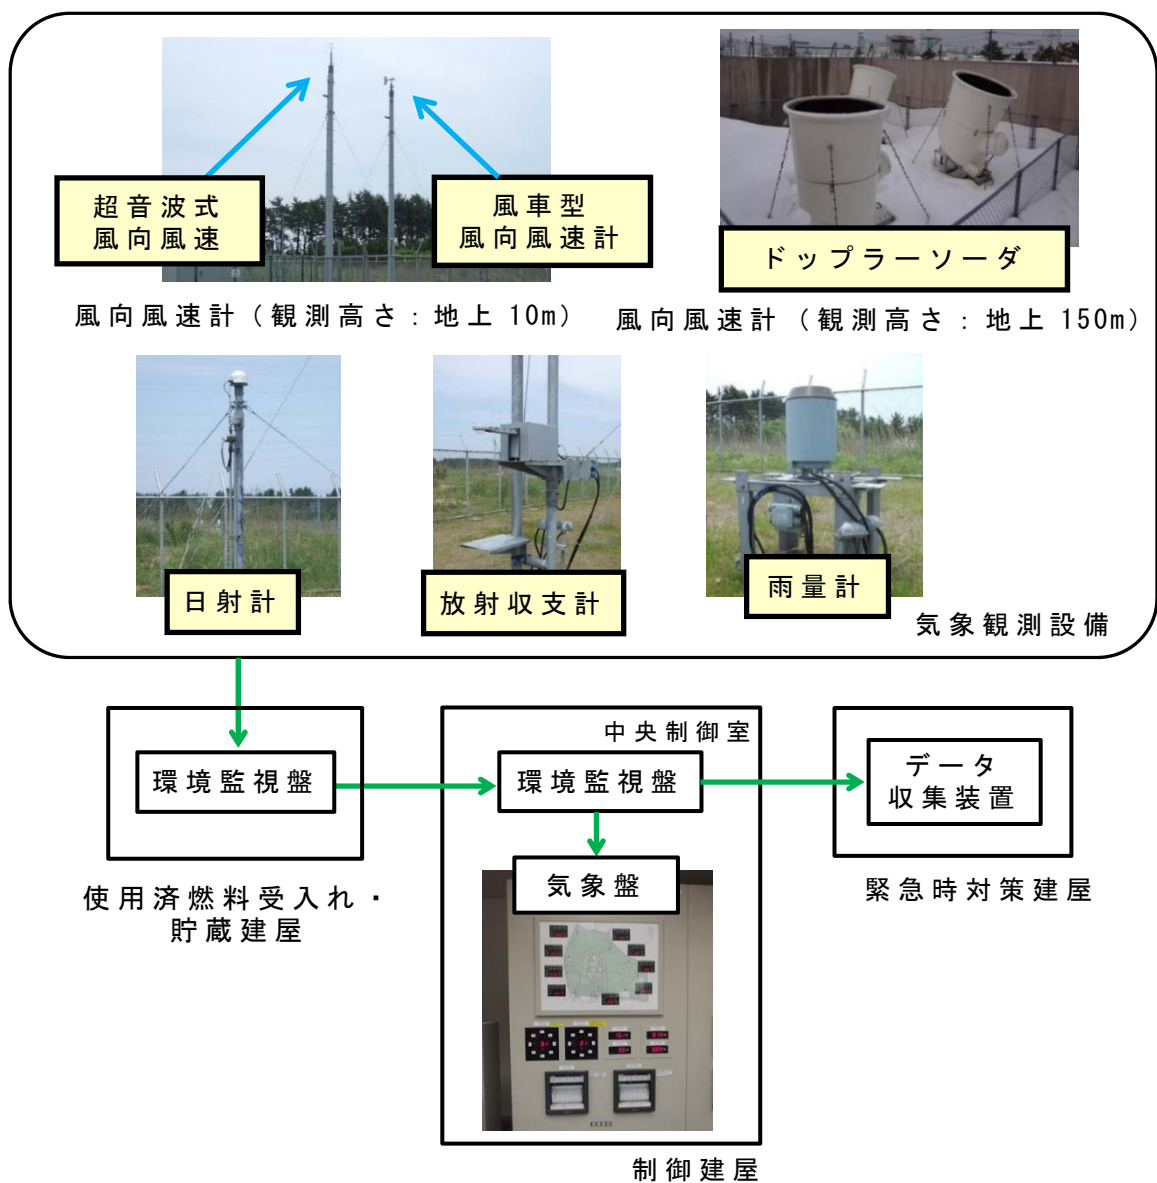 超音波式
風向風速
風車型
風向風速計
ドップラーソーダ
風向風速計（観測高さ：地上 10m）
風向風速計（観測高さ：地上 150m）
日射計
放射収支計
雨量計
気象観測設備
環境監視盤
使用済燃料受入れ・
貯蔵建屋
中央制御室
環境監視盤
気象盤
制御建屋
データ
収集装置
緊急時対策建屋